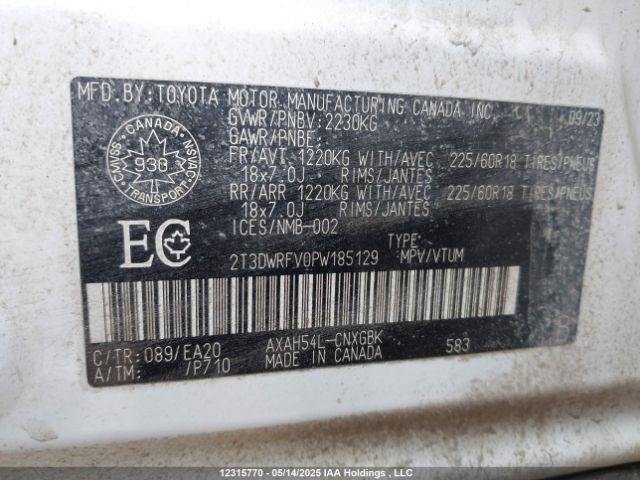 MFD.BY:TOYOTA MOTOR MANUFACTURING CANADA INC.
GVWR/PNBV:2230KG 09/23
GAWR/PNBE:
FR/AVT 1220KG WITH/AVEC 225/60R18 TIRES/PNEUS
18x7.0J RIMS/JANTES
RR/ARR 1220KG WITH/AVEC 225/60R18 TIRES/PNEUS
18x7.0J RIMS/JANTES
ICES/NMB-002
CANADA
CMVSS 930 NSVAC
TRANSPORT
EC
TYPE
2T3DWRFV0PW185129 MPV/VTUM
C/TR:089/EA20 AXAH54L-CNXGBK 583
A/TM: /P710 MADE IN CANADA
12315770 - 05/14/2025 IAA Holdings , LLC